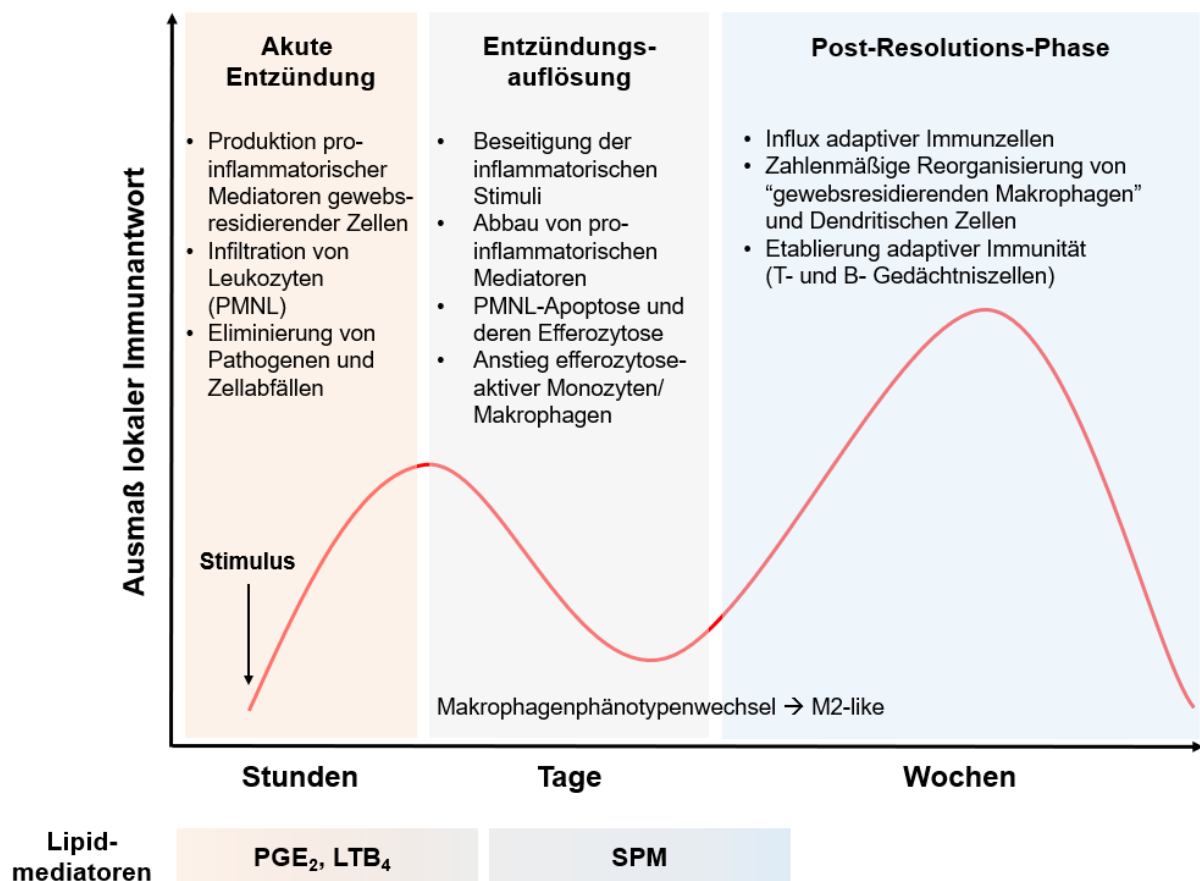 Ausmaß lokaler Immunantwort
Akute
Entzündung
• Produktion pro-
inflammatorischer
Mediatoren gewebs-
residierender Zellen
• Infiltration von
Leukozyten
(PMNL)
• Eliminierung von
Pathogenen und
Zellabfällen
Stimulus
Entzündungs-
auflösung
• Beseitigung der
inflammatorischen
Stimuli
• Abbau von pro-
inflammatorischen
Mediatoren
• PMNL-Apoptose und
deren Efferozytose
• Anstieg efferozytose-
aktiver Monozyten/
Makrophagen
Post-Resolutions-Phase
• Influx adaptiver Immunzellen
• Zahlenmäßige Reorganisierung von
“gewebsresidierenden Makrophagen”
und Dendritischen Zellen
• Etablierung adaptiver Immunität
(T- und B- Gedächtniszellen)
Makrophagenphänotypenwechsel → M2-like
Stunden
Tage
Wochen
Lipid-
mediatoren
PGE₂, LTB₄
SPM